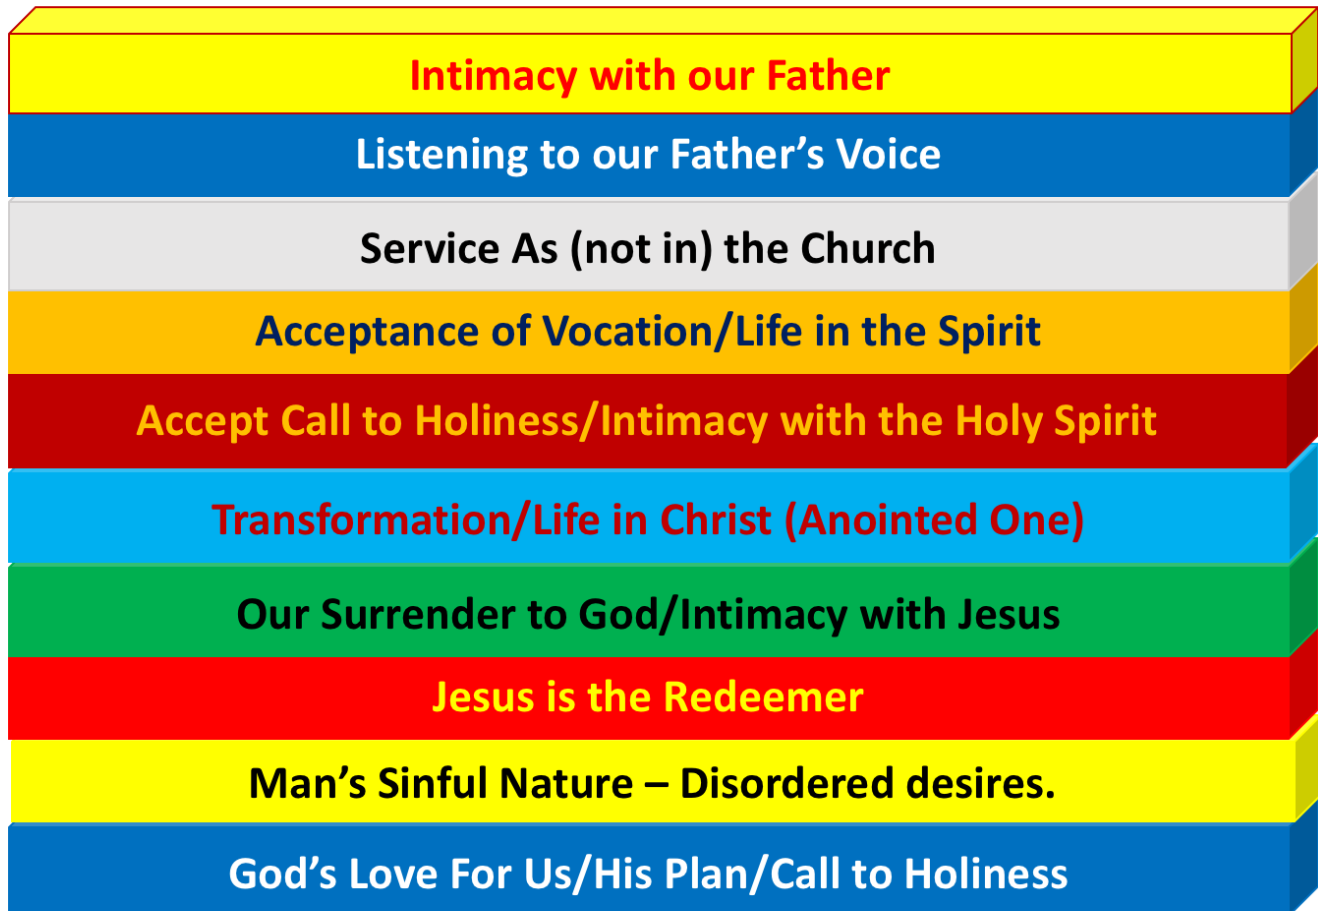 Intimacy with our Father
Listening to our Father’s Voice
Service As (not in) the Church
Acceptance of Vocation/Life in the Spirit
Accept Call to Holiness/Intimacy with the Holy Spirit
Transformation/Life in Christ (Anointed One)
Our Surrender to God/Intimacy with Jesus
Jesus is the Redeemer
Man’s Sinful Nature – Disordered desires.
God’s Love For Us/His Plan/Call to Holiness